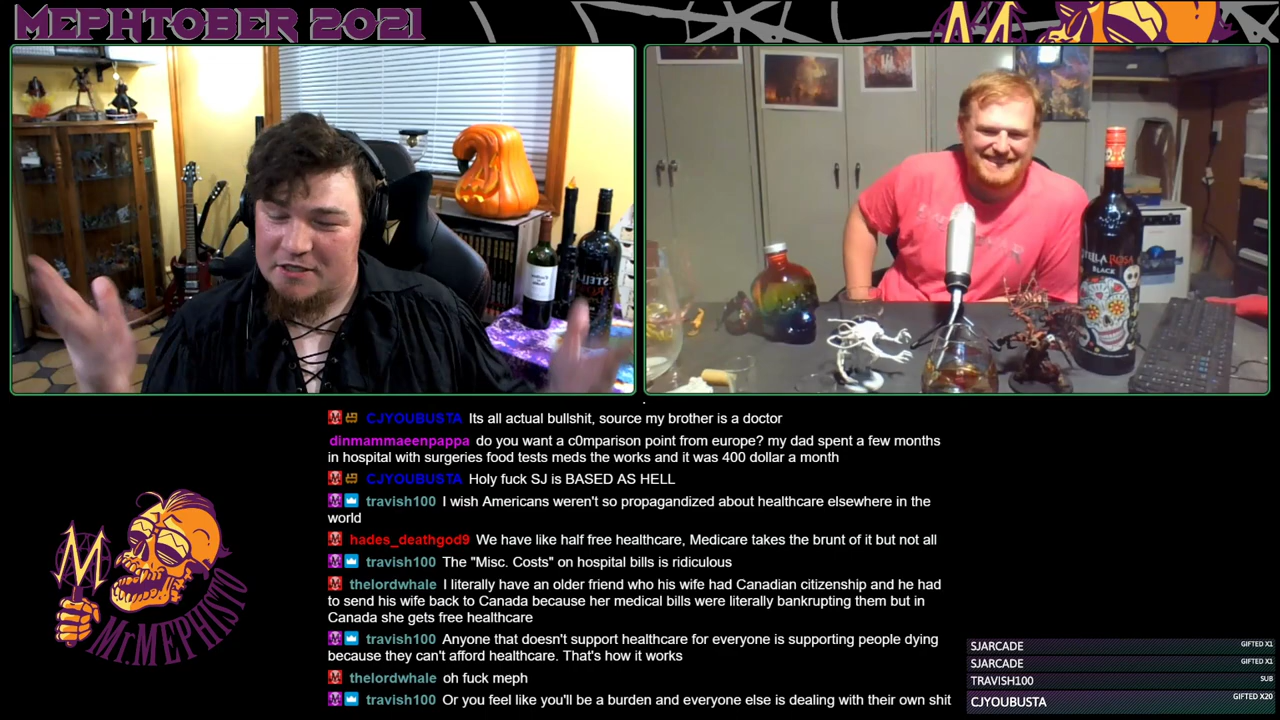 MEPHTOBER 2021
STELLA ROSA
BLACK
CJYOUBUSTA Its all actual bullshit, source my brother is a doctor
dinmammaeenpappa do you want a c0mparison point from europe? my dad spent a few months
in hospital with surgeries food tests meds the works and it was 400 dollar a month
CJYOUBUSTA Holy fuck SJ is BASED AS HELL
travish100 I wish Americans weren't so propagandized about healthcare elsewhere in the
world
hades_deathgod9 We have like half free healthcare, Medicare takes the brunt of it but not all
travish100 The "Misc. Costs" on hospital bills is ridiculous
thelordwhale I literally have an older friend who his wife had Canadian citizenship and he had
to send his wife back to Canada because her medical bills were literally bankrupting them but in
Canada she gets free healthcare
travish100 Anyone that doesn't support healthcare for everyone is supporting people dying
because they can't afford healthcare. That's how it works
thelordwhale oh fuck meph
travish100 Or you feel like you'll be a burden and everyone else is dealing with their own shit
M
Mr.MEPHISTO
SJARCADE GIFTED X1
SJARCADE GIFTED X1
TRAVISH100 SUB
CJYOUBUSTA GIFTED X20